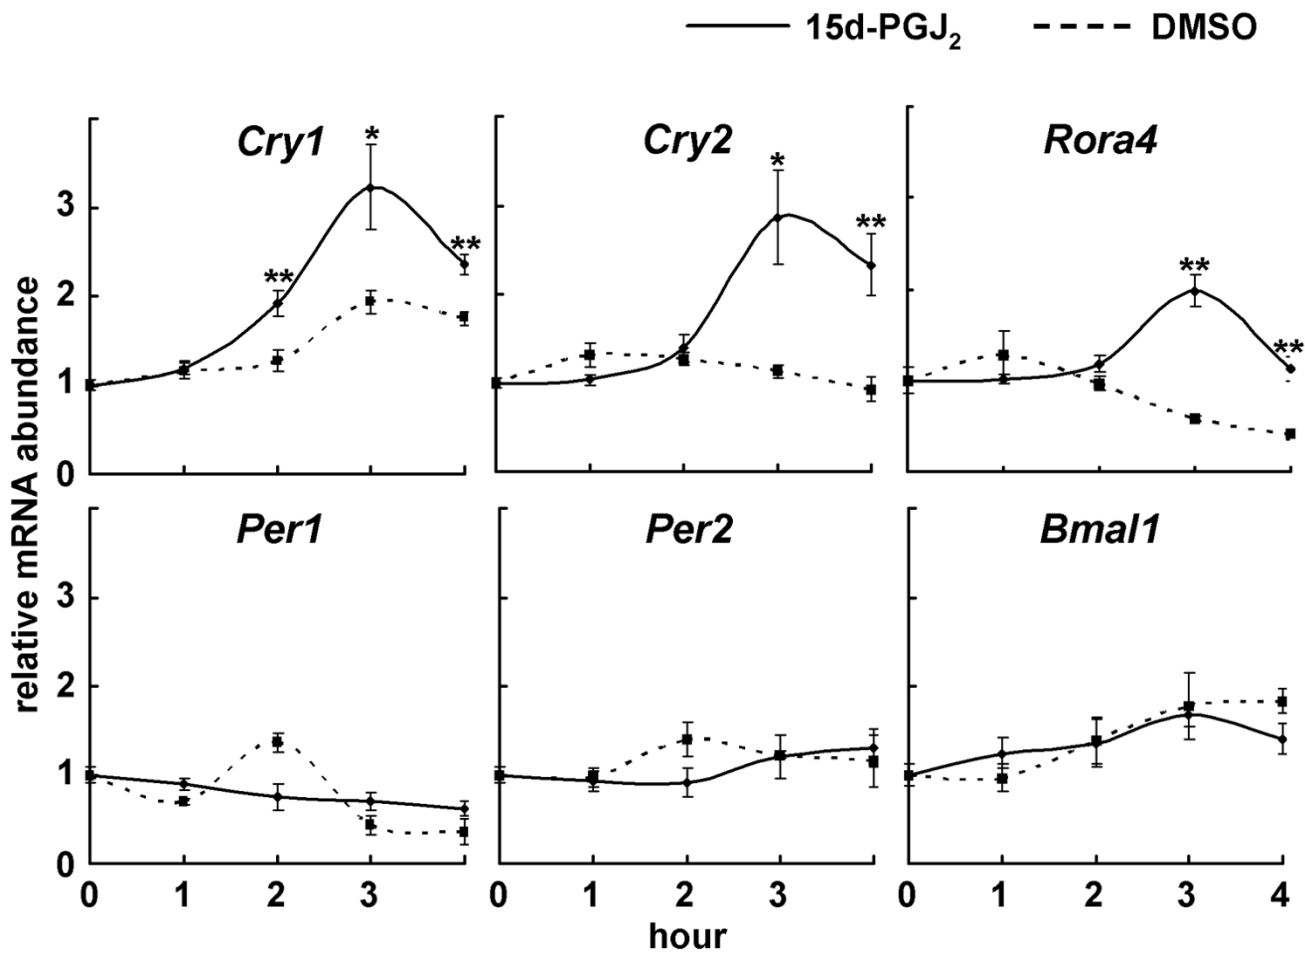 15d-PGJ₂ DMSO
Cry1 Cry2 Rora4
* * **
** ** ** **
3
2
1
0
relative mRNA abundance
Per1 Per2 Bmal1
3
2
1
0
0 1 2 3 0 1 2 3 0 1 2 3 4
hour